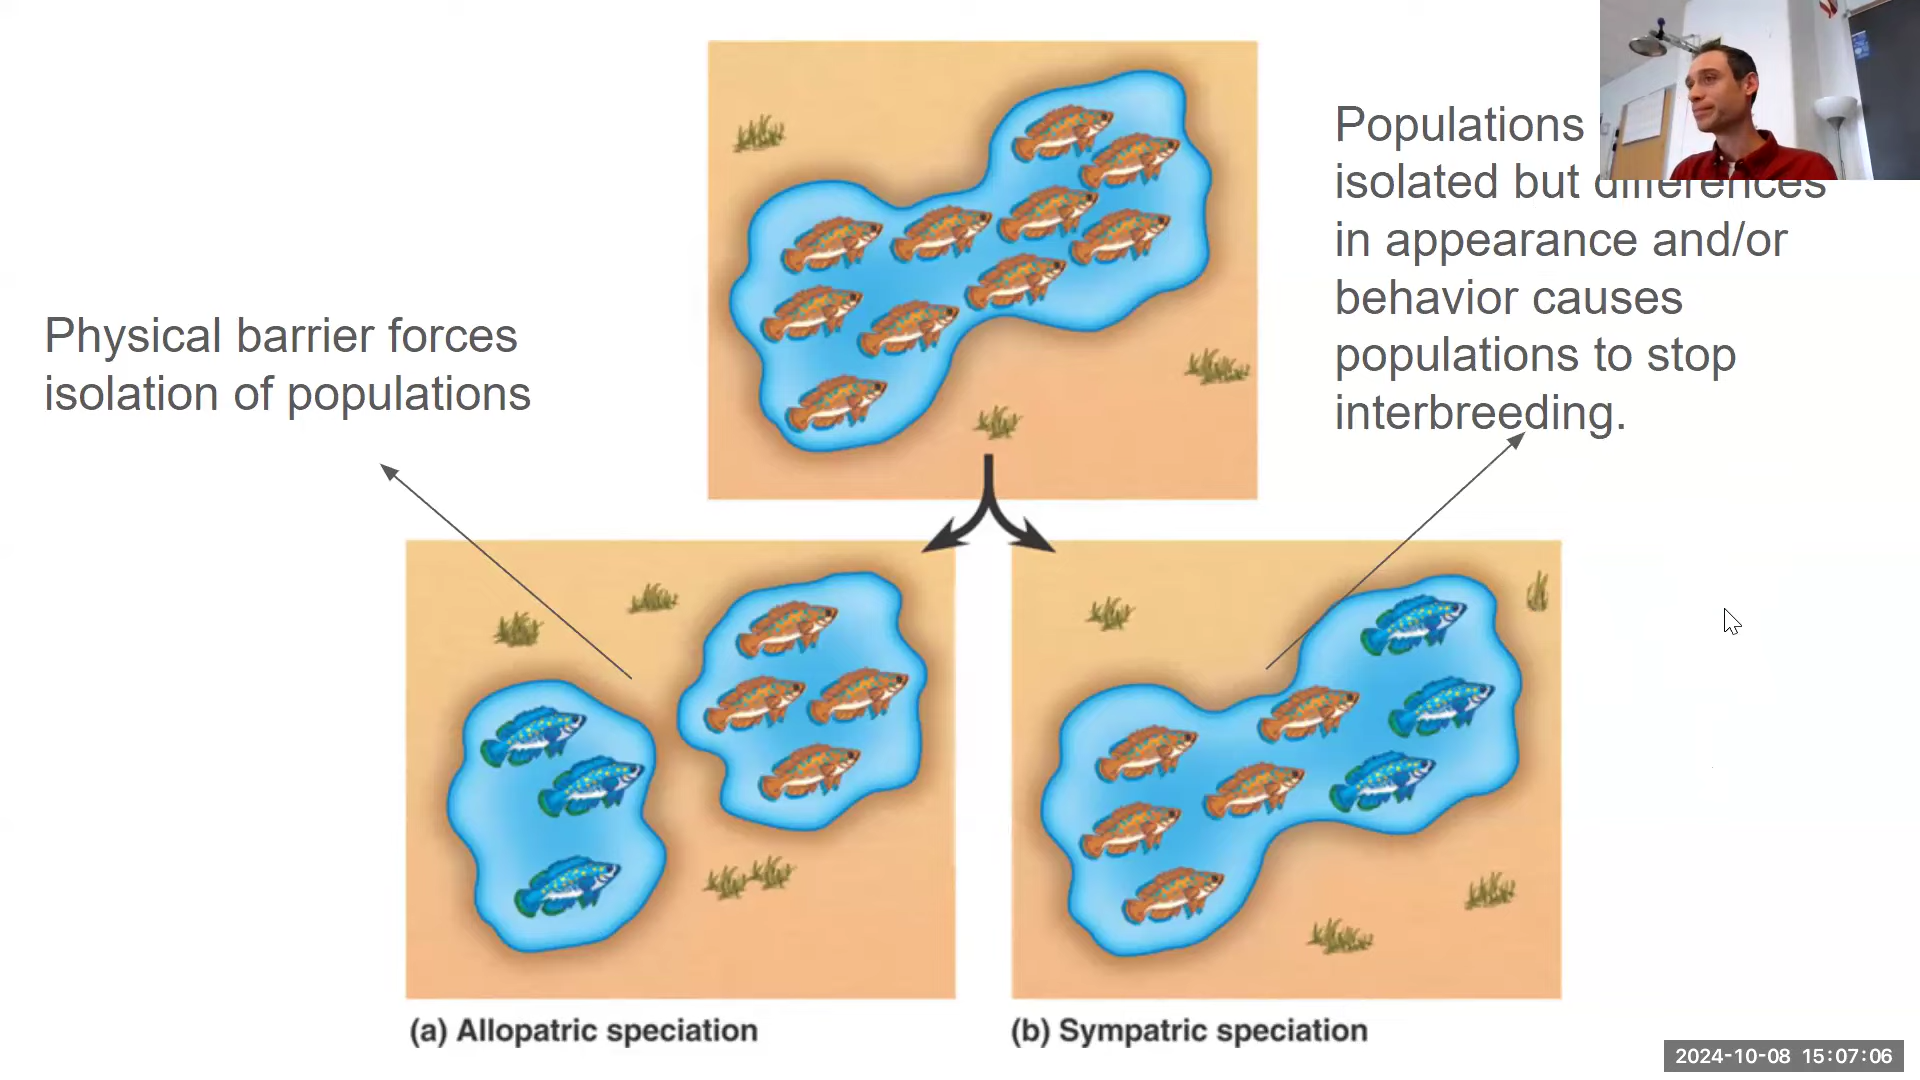 Populations
isolated but differences
in appearance and/or
behavior causes
populations to stop
interbreeding.
Physical barrier forces
isolation of populations
(a) Allopatric speciation
(b) Sympatric speciation
2024-10-08 15:07:06